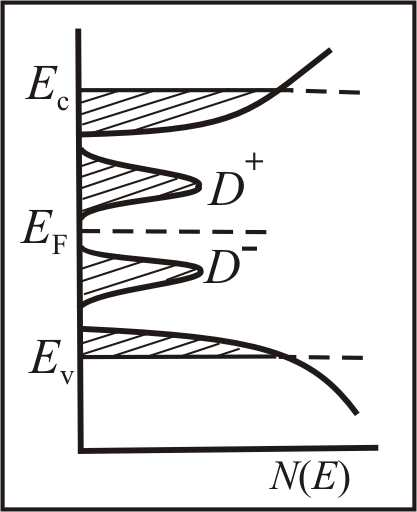 E_c
D^+
E_F
D^-
E_v
N(E)